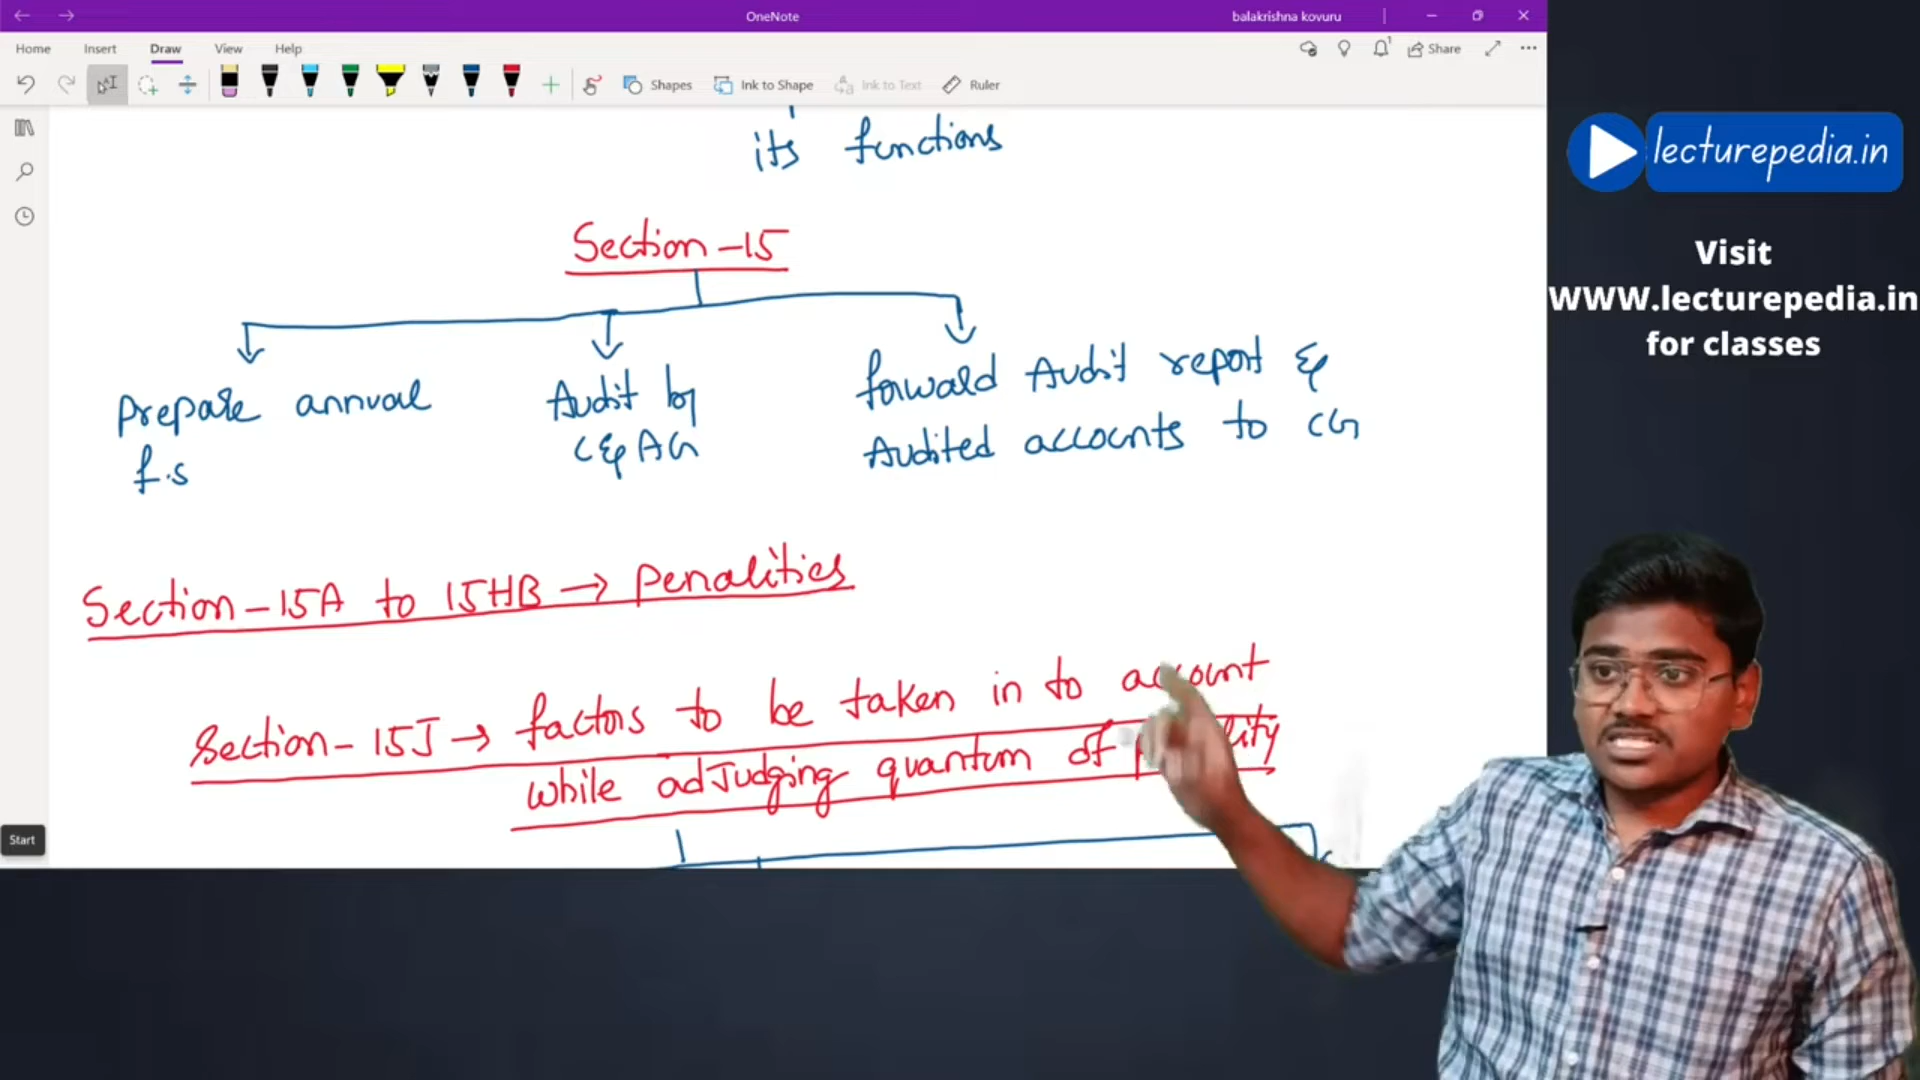 OneNote
balakrishna kovuru
Home Insert Draw View Help
Share
Shapes Ink to Shape Ink to Text Ruler
its functions
Section-15
Prepare annual
f.s
Audit by
C&AG
forward Audit report &
Audited accounts to CG
Section-15A to 15HB → Penalities
Section-15J → factors to be taken in to account
while adJudging quantum of
Start
lecturepedia.in
Visit
WWW.lecturepedia.in
for classes